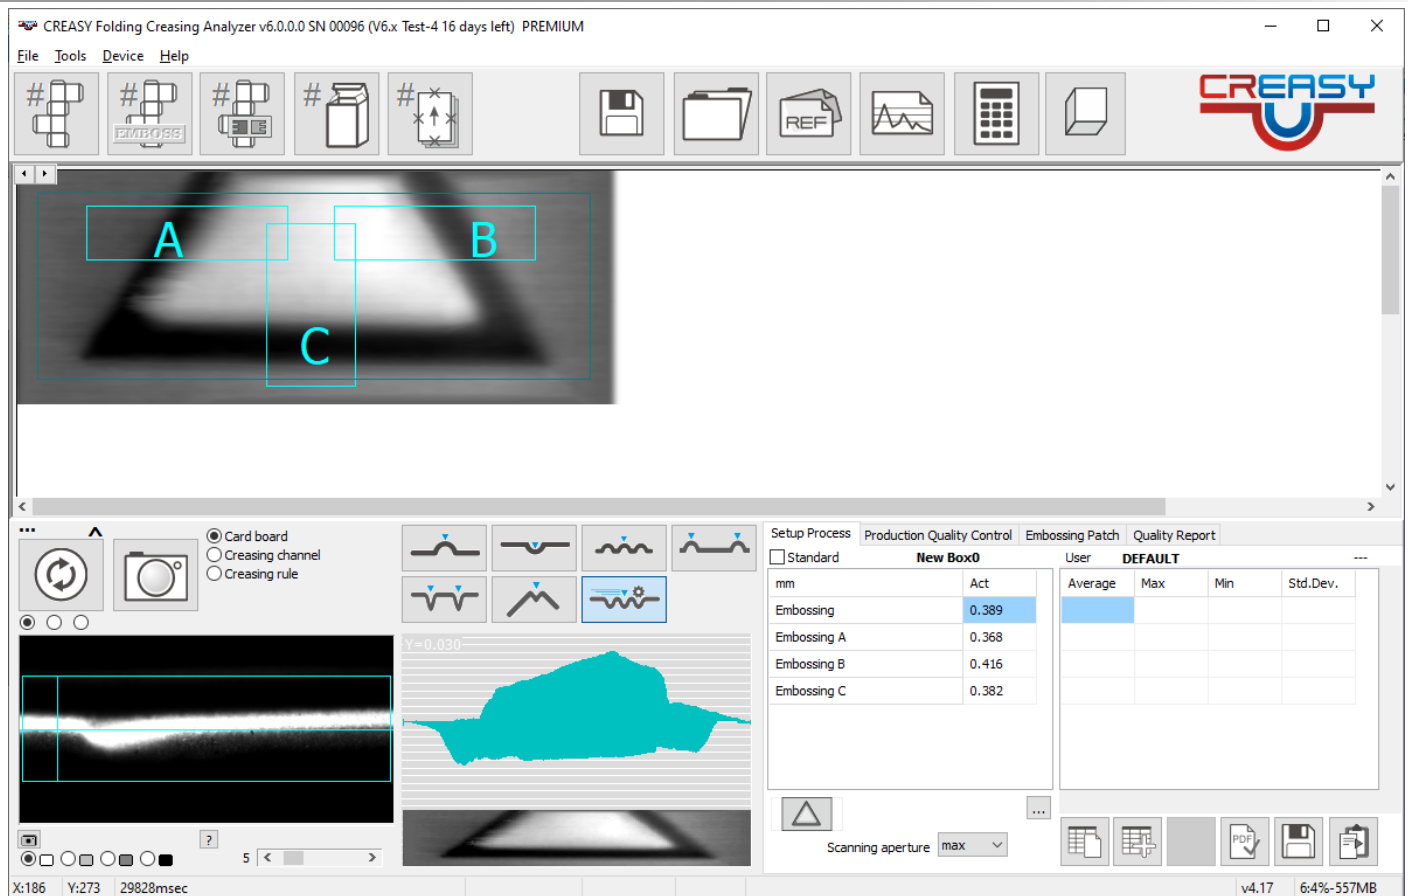 CREASY Folding Creasing Analyzer v6.0.0.0 SN 00096 (V6.x Test-4 16 days left) PREMIUM
File Tools Device Help
# # # # #
EMBOSS
REF
CREASY
A
B
C
Card board
Creasing channel
Creasing rule
Y=0.030
?
5
Setup Process Production Quality Control Embossing Patch Quality Report
Standard New Box0 User DEFAULT ---
mm Act Average Max Min Std.Dev.
Embossing 0.389
Embossing A 0.368
Embossing B 0.416
Embossing C 0.382
...
Scanning aperture max
PDF
X:186 Y:273 29828msec v4.17 6:4%-557MB